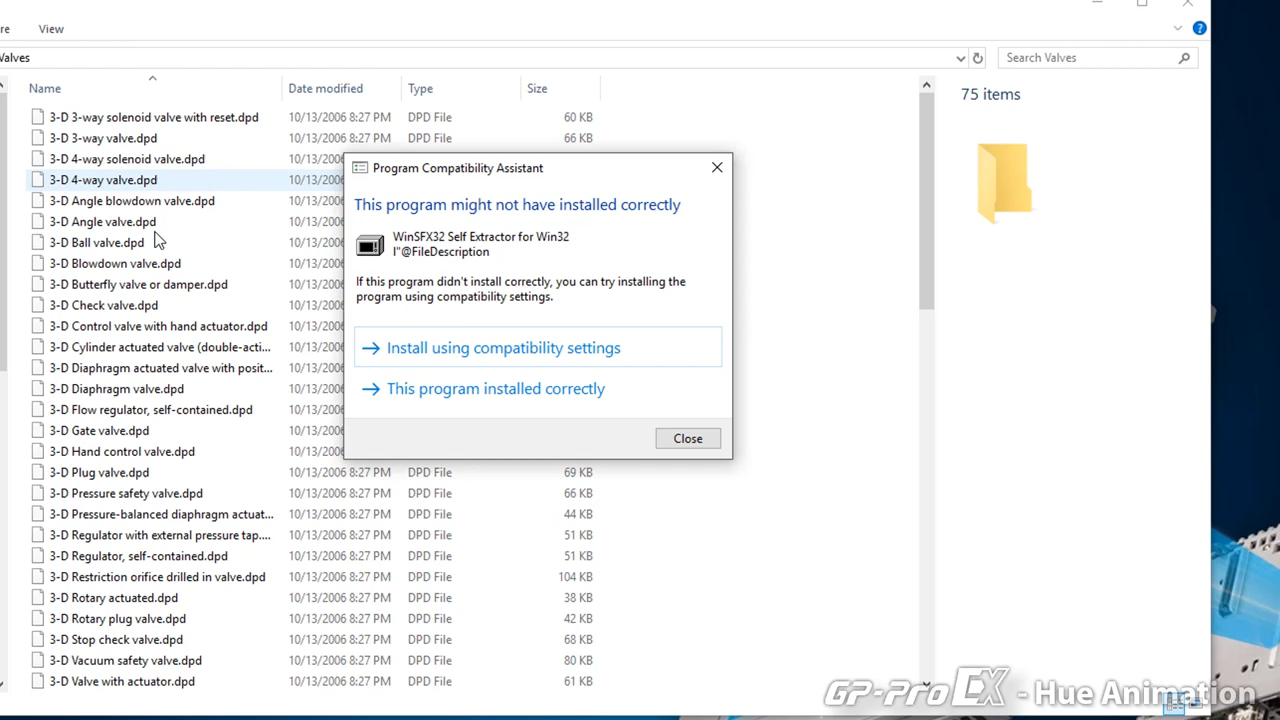 re View
Valves
Search Valves
Name Date modified Type Size
75 items
3-D 3-way solenoid valve with reset.dpd 10/13/2006 8:27 PM DPD File 60 KB
3-D 3-way valve.dpd 10/13/2006 8:27 PM DPD File 66 KB
3-D 4-way solenoid valve.dpd 10/13/2006
3-D 4-way valve.dpd 10/13/2006
3-D Angle blowdown valve.dpd 10/13/2006
3-D Angle valve.dpd 10/13/2006
3-D Ball valve.dpd 10/13/2006
3-D Blowdown valve.dpd 10/13/2006
3-D Butterfly valve or damper.dpd 10/13/2006
3-D Check valve.dpd 10/13/2006
3-D Control valve with hand actuator.dpd 10/13/2006
3-D Cylinder actuated valve (double-acti... 10/13/2006
3-D Diaphragm actuated valve with posit... 10/13/2006
3-D Diaphragm valve.dpd 10/13/2006
3-D Flow regulator, self-contained.dpd 10/13/2006
3-D Gate valve.dpd 10/13/2006
3-D Hand control valve.dpd 10/13/2006
3-D Plug valve.dpd 10/13/2006 8:27 PM DPD File 69 KB
3-D Pressure safety valve.dpd 10/13/2006 8:27 PM DPD File 66 KB
3-D Pressure-balanced diaphragm actuat... 10/13/2006 8:27 PM DPD File 44 KB
3-D Regulator with external pressure tap.... 10/13/2006 8:27 PM DPD File 51 KB
3-D Regulator, self-contained.dpd 10/13/2006 8:27 PM DPD File 51 KB
3-D Restriction orifice drilled in valve.dpd 10/13/2006 8:27 PM DPD File 104 KB
3-D Rotary actuated.dpd 10/13/2006 8:27 PM DPD File 38 KB
3-D Rotary plug valve.dpd 10/13/2006 8:27 PM DPD File 42 KB
3-D Stop check valve.dpd 10/13/2006 8:27 PM DPD File 68 KB
3-D Vacuum safety valve.dpd 10/13/2006 8:27 PM DPD File 80 KB
3-D Valve with actuator.dpd 10/13/2006 8:27 PM DPD File 61 KB
Program Compatibility Assistant
This program might not have installed correctly
WinSFX32 Self Extractor for Win32
l"@FileDescription
If this program didn't install correctly, you can try installing the
program using compatibility settings.
Install using compatibility settings
This program installed correctly
Close
GP-Pro EX - Hue Animation